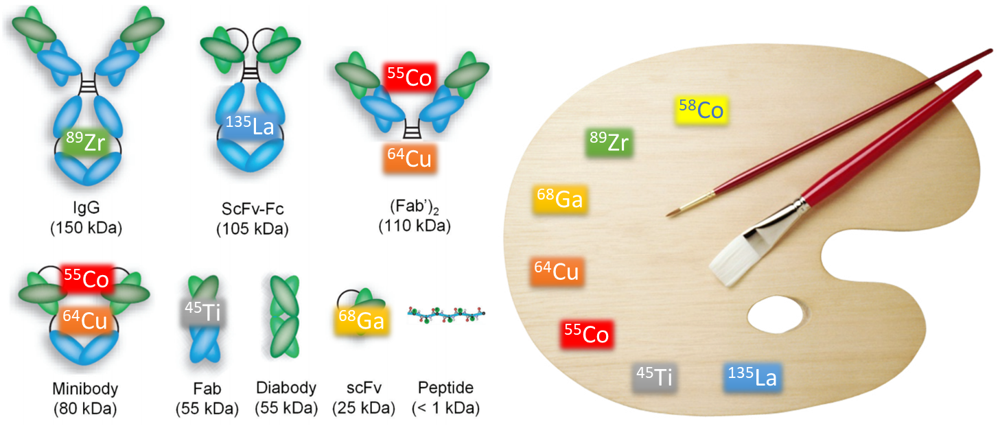 ⁸⁹Zr
IgG
(150 kDa)
¹³⁵La
ScFv-Fc
(105 kDa)
⁵⁵Co
⁶⁴Cu
(Fab’)₂
(110 kDa)
⁵⁵Co
⁶⁴Cu
Minibody
(80 kDa)
⁴⁵Ti
Fab
(55 kDa)
Diabody
(55 kDa)
⁶⁸Ga
scFv
(25 kDa)
Peptide
(< 1 kDa)
⁵⁸Co
⁸⁹Zr
⁶⁸Ga
⁶⁴Cu
⁵⁵Co
⁴⁵Ti
¹³⁵La